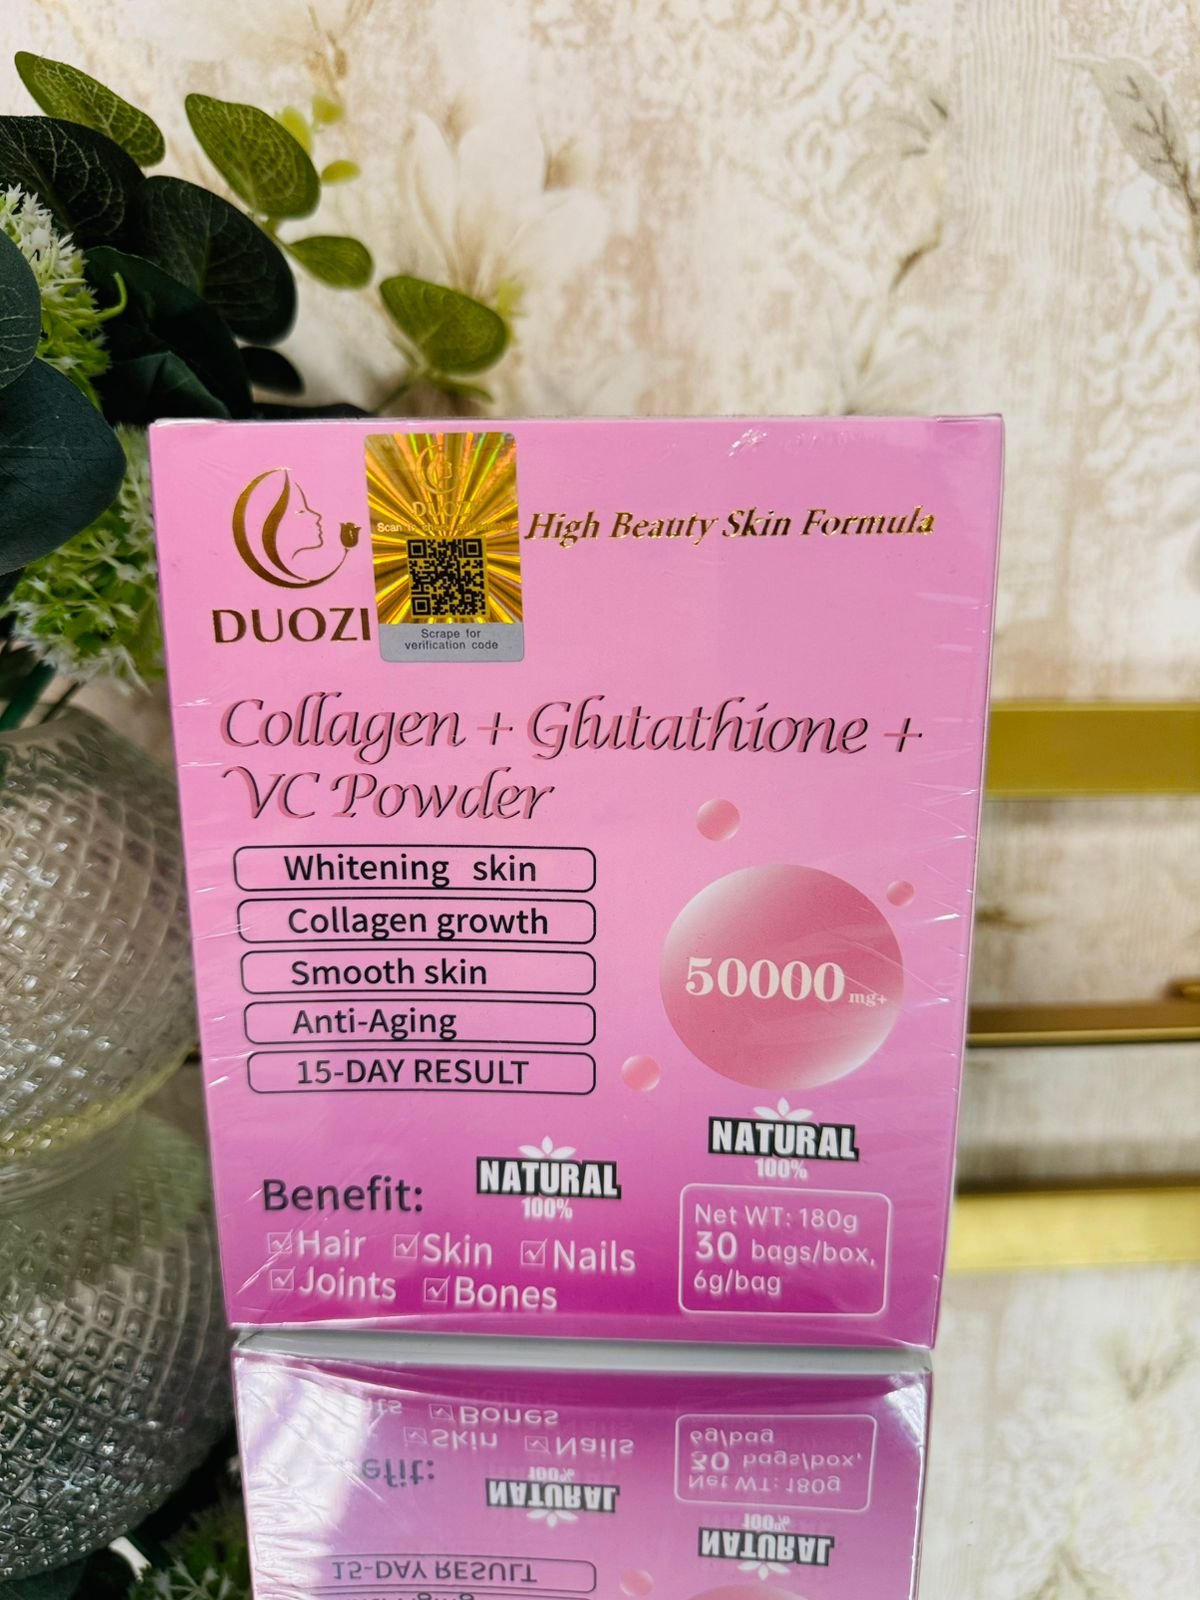 DUOZI
DUOZI
Scrape for
verification code
High Beauty Skin Formula
Collagen + Glutathione +
VC Powder
Whitening skin
Collagen growth
Smooth skin
Anti-Aging
15-DAY RESULT
50000 mg+
NATURAL
100%
NATURAL
100%
Benefit:
Hair Skin Nails
Joints Bones
Net WT: 180g
30 bags/box,
6g/bag